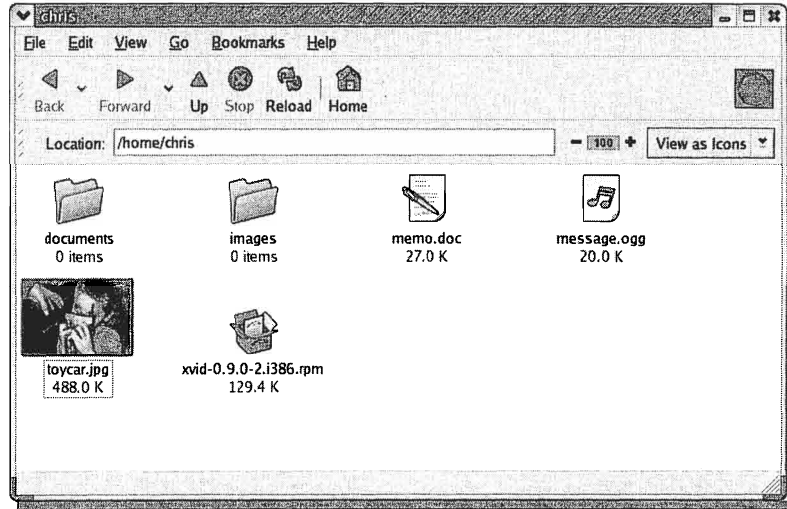 chris
File Edit View Go Bookmarks Help
Back Forward Up Stop Reload Home
Location: /home/chris 100 View as Icons
documents images memo.doc message.ogg
0 items 0 items 27.0 K 20.0 K
toycar.jpg xvid-0.9.0-2.i386.rpm
488.0 K 129.4 K